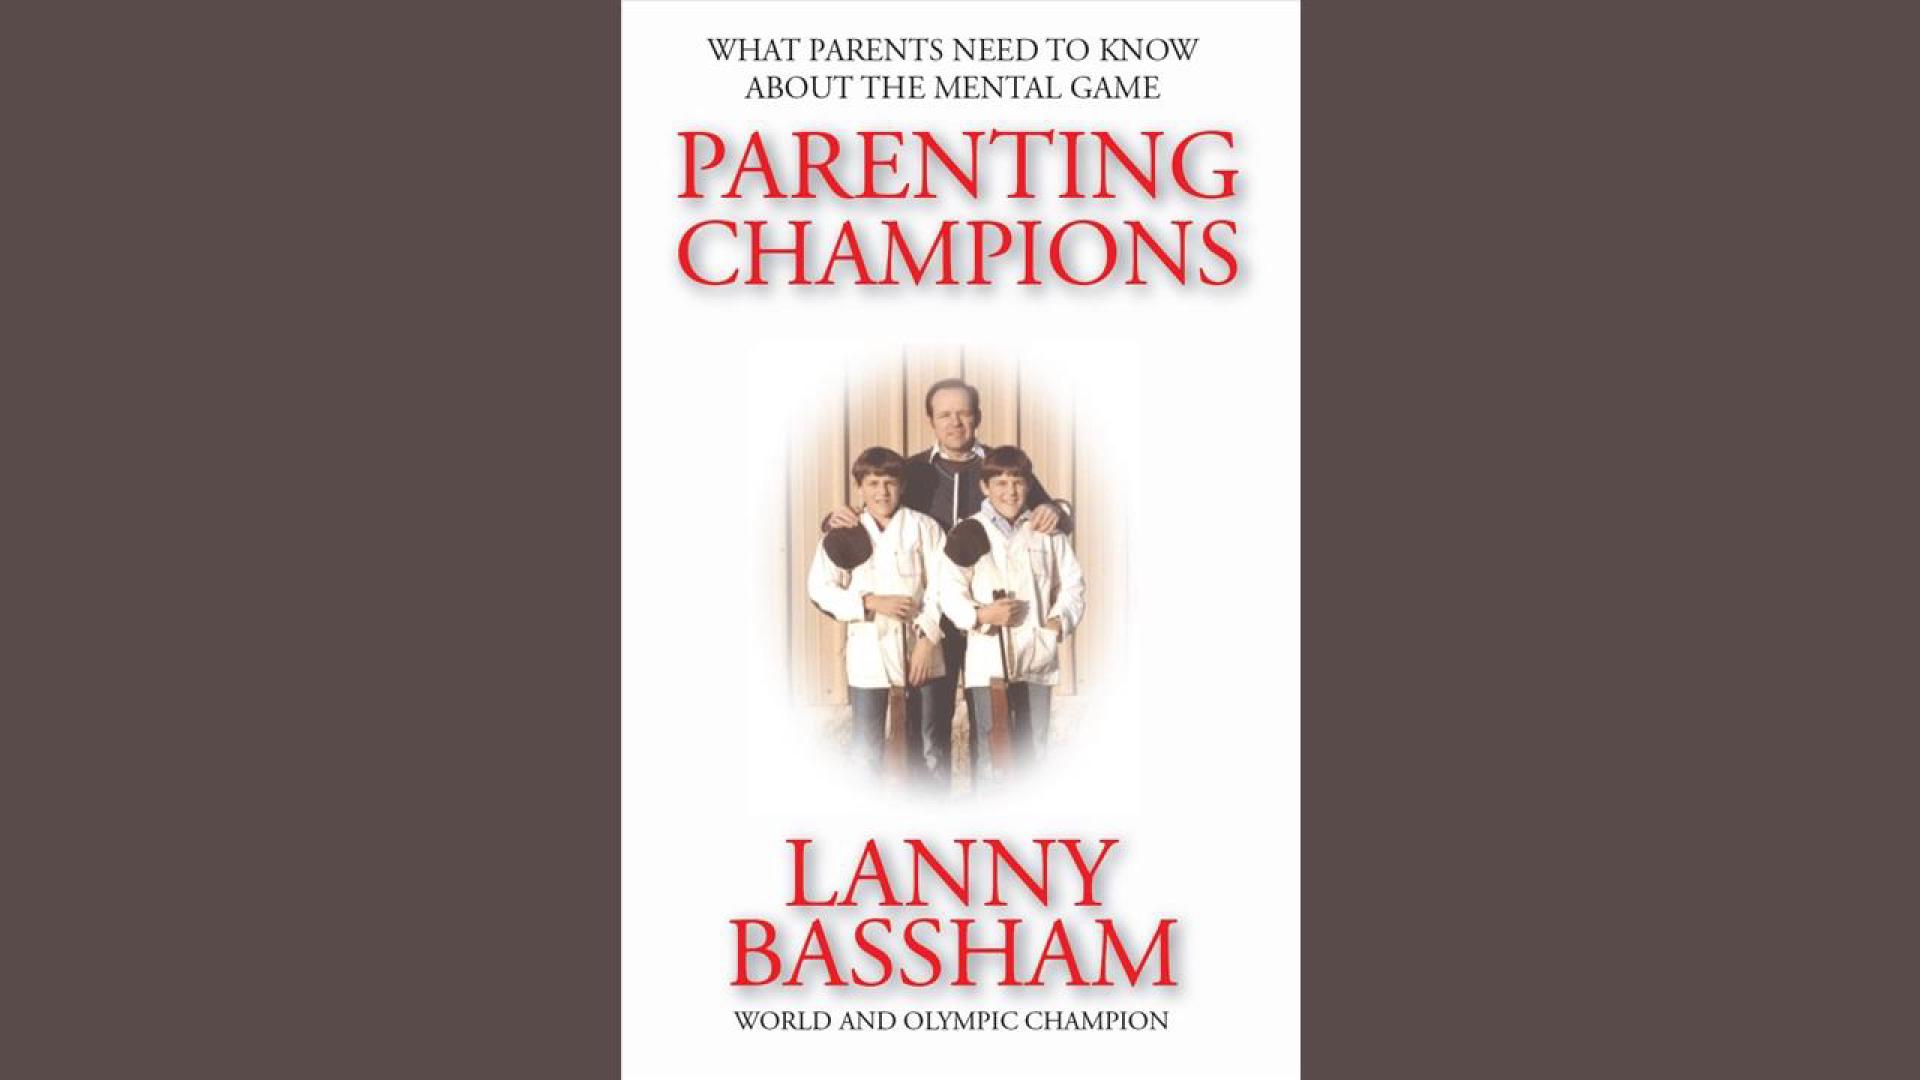 WHAT PARENTS NEED TO KNOW
ABOUT THE MENTAL GAME
PARENTING
CHAMPIONS
LANNY
BASSHAM
WORLD AND OLYMPIC CHAMPION